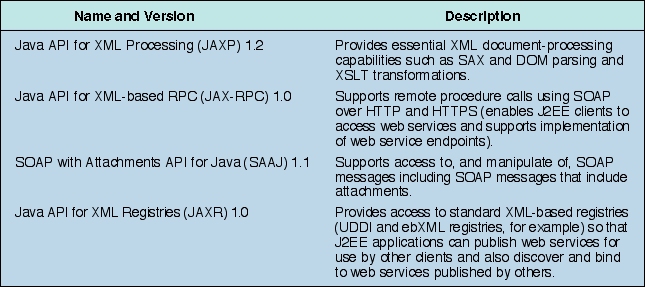 Name and Version Description
Java API for XML Processing (JAXP) 1.2 Provides essential XML document-processing
capabilities such as SAX and DOM parsing and
XSLT transformations.
Java API for XML-based RPC (JAX-RPC) 1.0 Supports remote procedure calls using SOAP
over HTTP and HTTPS (enables J2EE clients to
access web services and supports implementation
of web service endpoints).
SOAP with Attachments API for Java (SAAJ) 1.1 Supports access to, and manipulate of, SOAP
messages including SOAP messages that include
attachments.
Java API for XML Registries (JAXR) 1.0 Provides access to standard XML-based registries
(UDDI and ebXML registries, for example) so that
J2EE applications can publish web services for
use by other clients and also discover and bind
to web services published by others.